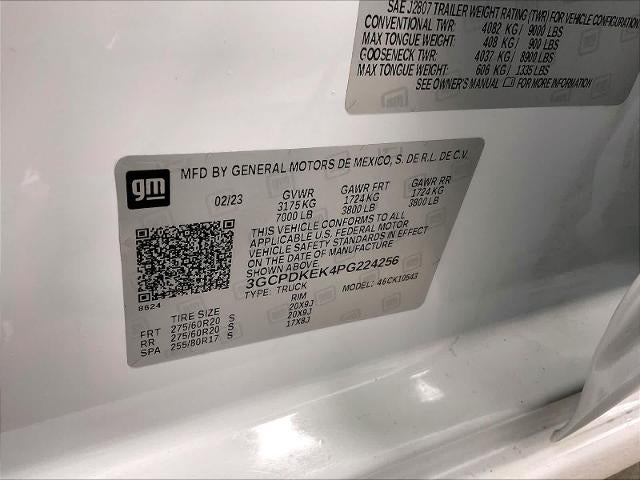 SAE J2807 TRAILER WEIGHT RATING (TWR) FOR VEHICLE CONFIGURATION
CONVENTIONAL TWR: 4082 KG/ 9000 LBS
MAX TONGUE WEIGHT: 408 KG/ 900 LBS
GOOSENECK TWR: 4037 KG/ 8900 LBS
MAX TONGUE WEIGHT: 606 KG/ 1335 LBS
SEE OWNER'S MANUAL FOR MORE INFORMATION
gm
MFD BY GENERAL MOTORS DE MEXICO, S. DE R.L. DE C.V.
02/23 GVWR GAWR FRT GAWR RR
3175 KG 1724 KG 1724 KG
7000 LB 3800 LB 3800 LB
THIS VEHICLE CONFORMS TO ALL
APPLICABLE U.S. FEDERAL MOTOR
VEHICLE SAFETY STANDARDS IN EFFECT
ON THE DATE OF MANUFACTURE
3GCPDKEK4PG224256
TYPE: TRUCK MODEL: 46CK10543
8624
TIRE SIZE RIM
FRT 275/60R20 S 20X9J
RR 275/60R20 S 20X9J
SPA 255/80R17 S 17X8J